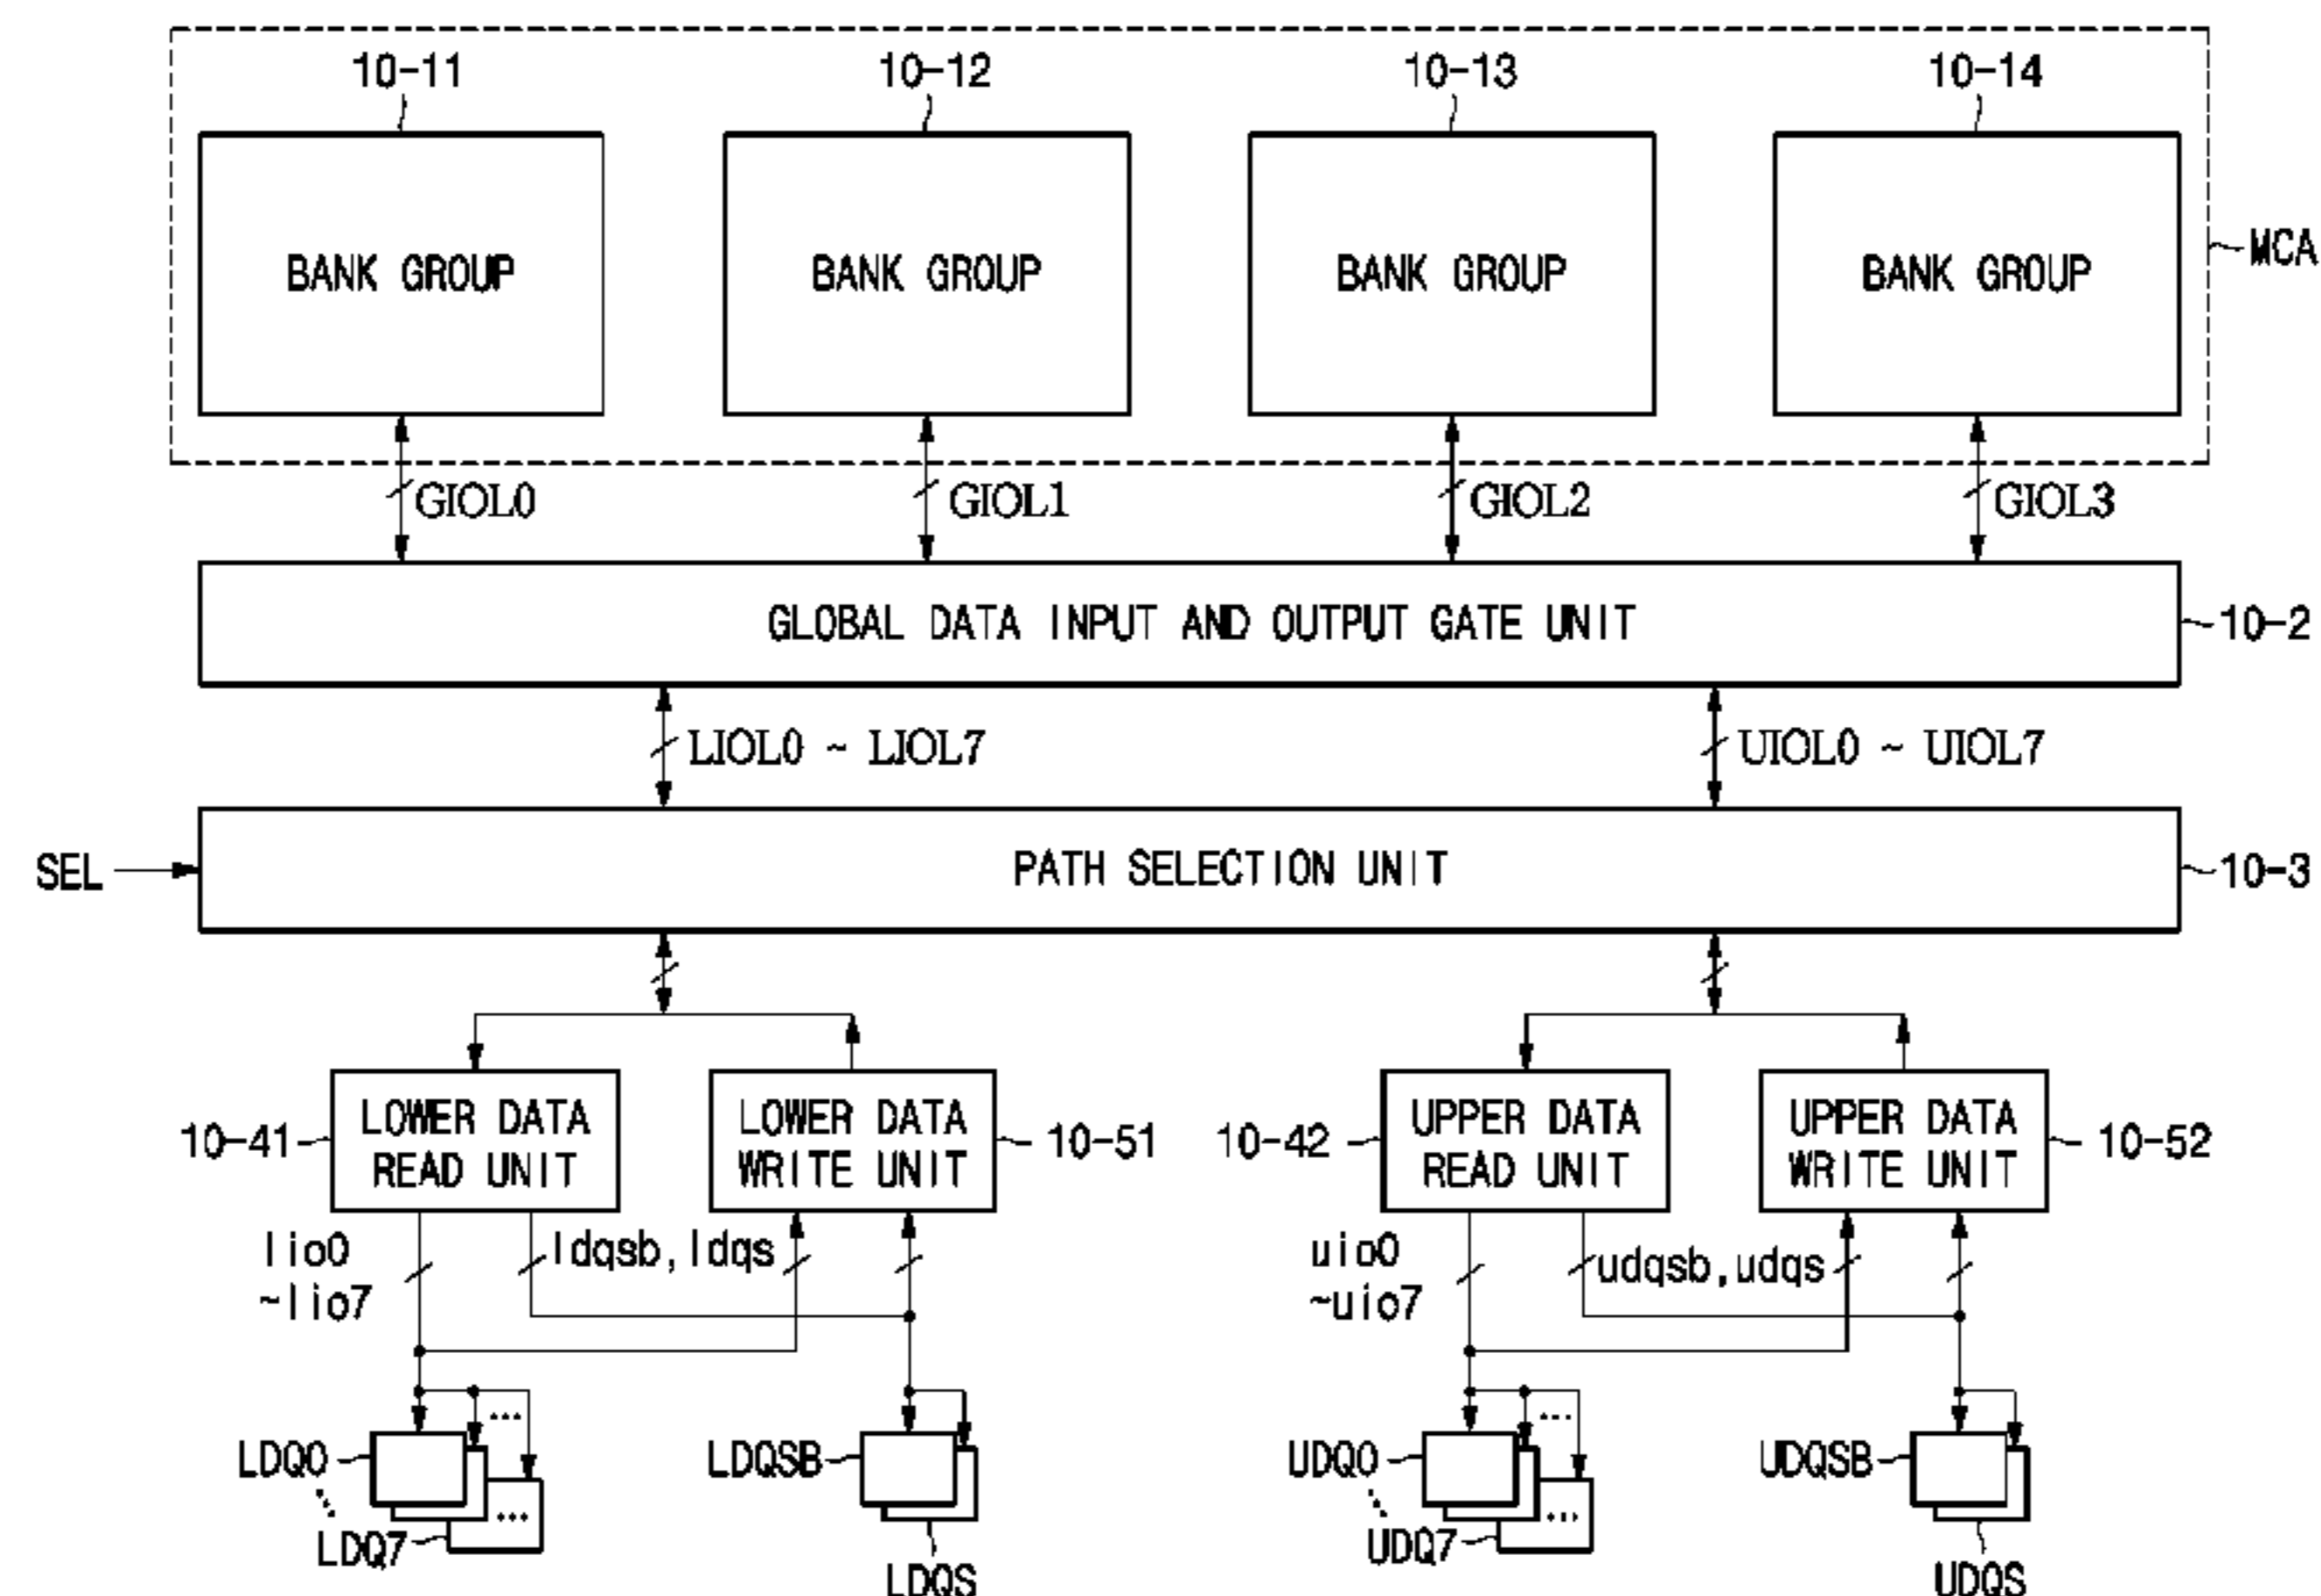 10-11 10-12 10-13 10-14
BANK GROUP BANK GROUP BANK GROUP BANK GROUP
MCA
GIOL0 GIOL1 GIOL2 GIOL3
GLOBAL DATA INPUT AND OUTPUT GATE UNIT
10-2
LIOL0 ~ LIOL7 UIOL0 ~ UIOL7
SEL
PATH SELECTION UNIT
10-3
10-41
LOWER DATA
READ UNIT
LOWER DATA
WRITE UNIT
10-51
10-42
UPPER DATA
READ UNIT
UPPER DATA
WRITE UNIT
10-52
lio0
~lio7
ldqsb, ldqs
uio0
~uio7
udqsb, udqs
LDQ0
⋱
LDQ7
...
...
LDQSB
LDQS
UDQ0
⋱
UDQ7
...
...
UDQSB
UDQS